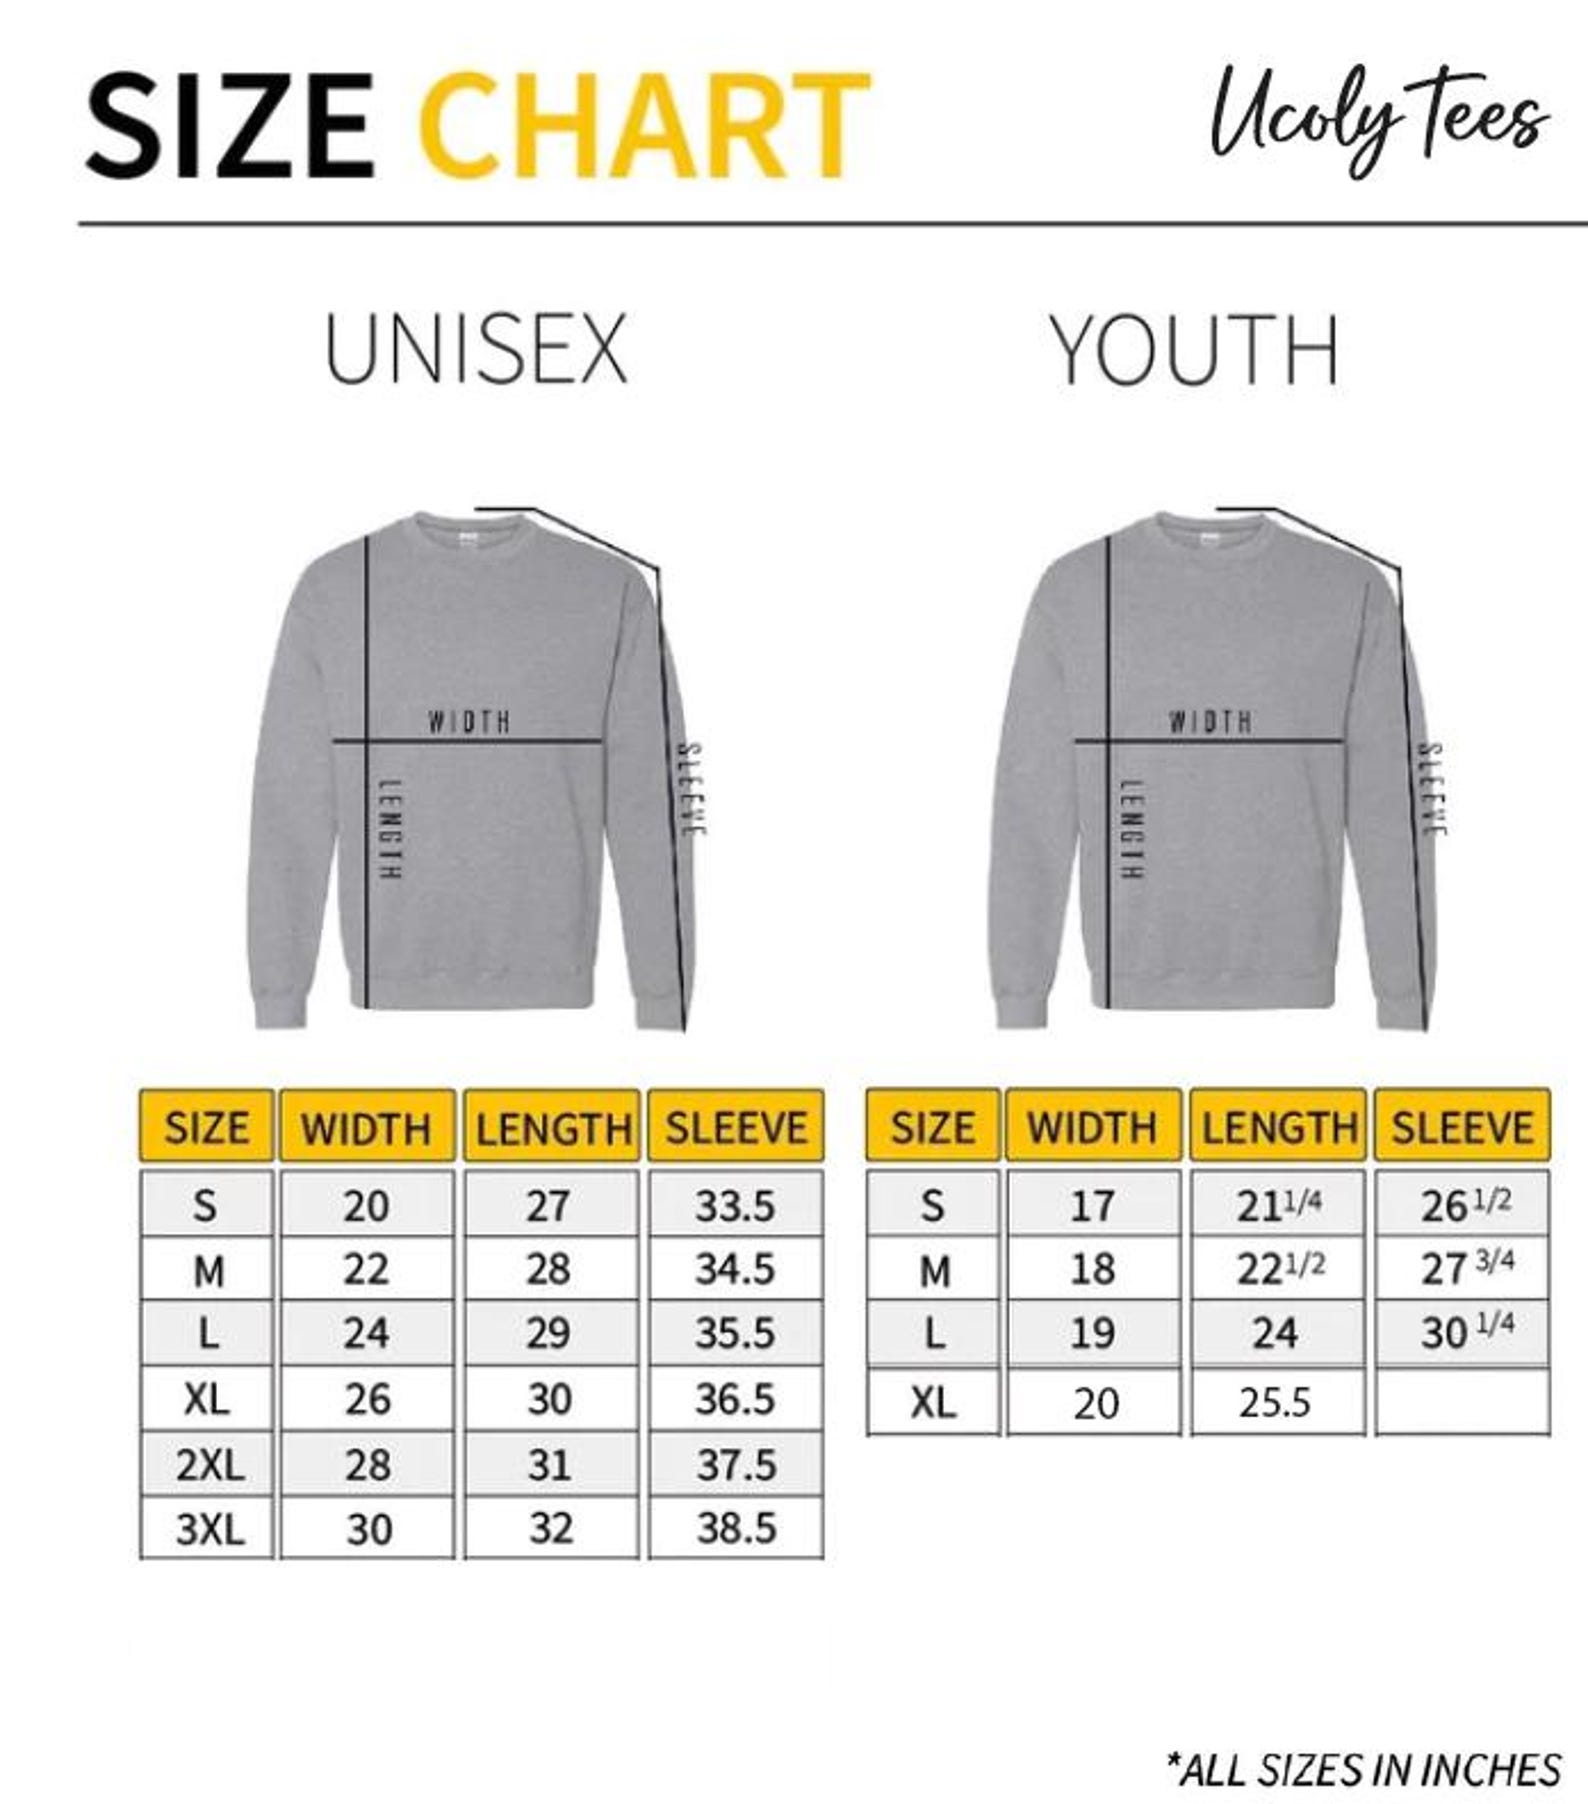 SIZE CHART
Ucoly Tees
UNISEX
YOUTH
WIDTH
LENGTH
SLEEVE
WIDTH
LENGTH
SLEEVE
SIZE WIDTH LENGTH SLEEVE
S 20 27 33.5
M 22 28 34.5
L 24 29 35.5
XL 26 30 36.5
2XL 28 31 37.5
3XL 30 32 38.5
SIZE WIDTH LENGTH SLEEVE
S 17 21 1/4 26 1/2
M 18 22 1/2 27 3/4
L 19 24 30 1/4
XL 20 25.5
*ALL SIZES IN INCHES